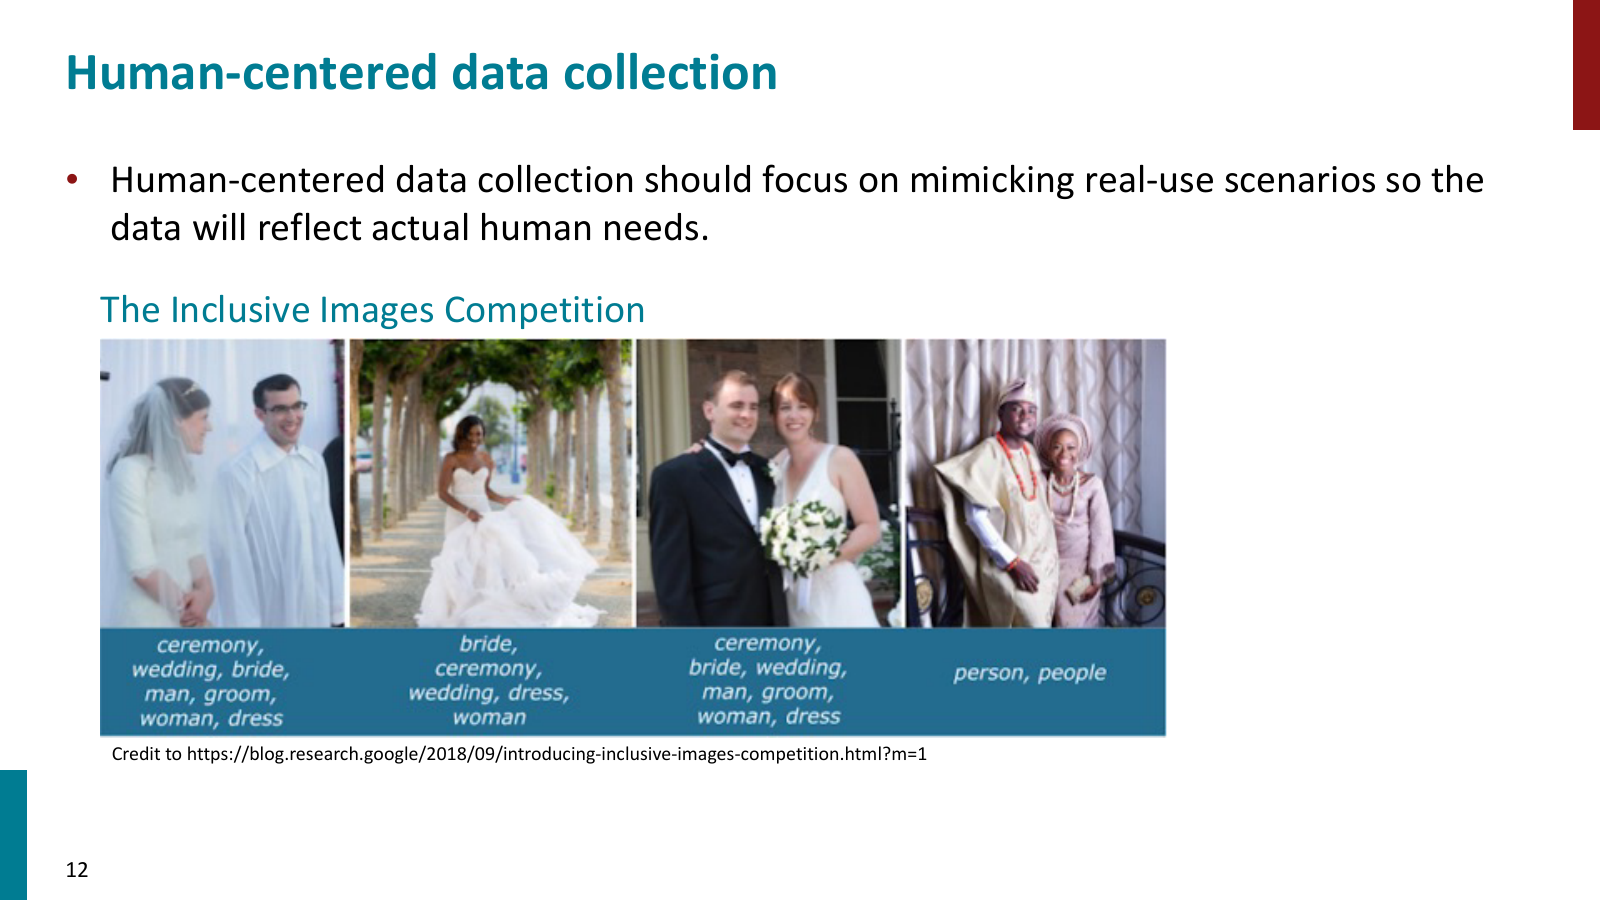 Human-centered data collection
• Human-centered data collection should focus on mimicking real-use scenarios so the
data will reflect actual human needs.
The Inclusive Images Competition
ceremony,
wedding, bride,
man, groom,
woman, dress
bride,
ceremony,
wedding, dress,
woman
ceremony,
bride, wedding,
man, groom,
woman, dress
person, people
Credit to https://blog.research.google/2018/09/introducing-inclusive-images-competition.html?m=1
12